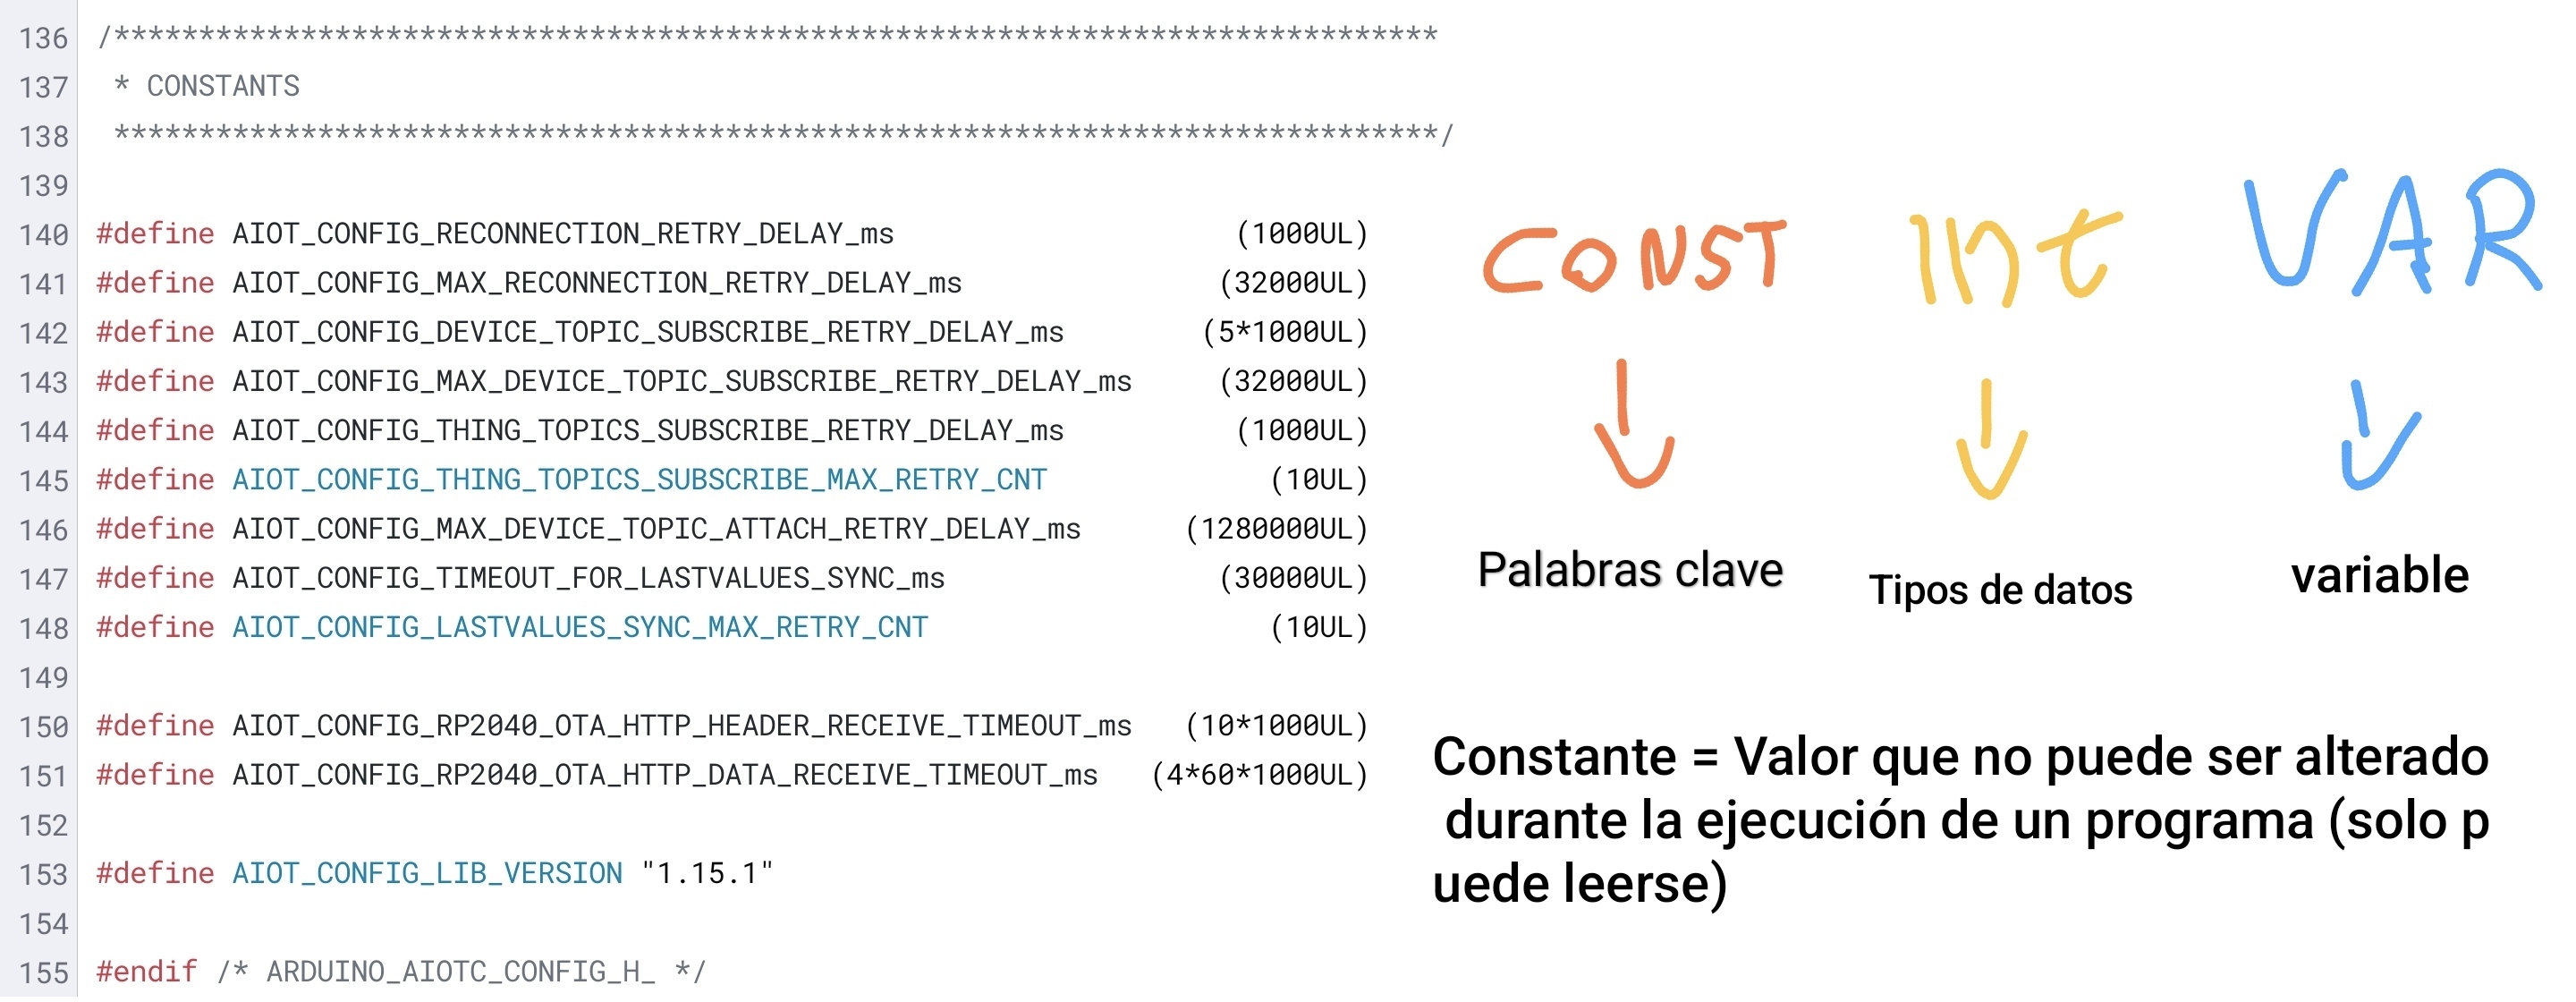 136 /******************************************************************************
137  * CONSTANTS
138  ******************************************************************************/
139
140 #define AIOT_CONFIG_RECONNECTION_RETRY_DELAY_ms (1000UL)
141 #define AIOT_CONFIG_MAX_RECONNECTION_RETRY_DELAY_ms (32000UL)
142 #define AIOT_CONFIG_DEVICE_TOPIC_SUBSCRIBE_RETRY_DELAY_ms (5*1000UL)
143 #define AIOT_CONFIG_MAX_DEVICE_TOPIC_SUBSCRIBE_RETRY_DELAY_ms (32000UL)
144 #define AIOT_CONFIG_THING_TOPICS_SUBSCRIBE_RETRY_DELAY_ms (1000UL)
145 #define AIOT_CONFIG_THING_TOPICS_SUBSCRIBE_MAX_RETRY_CNT (10UL)
146 #define AIOT_CONFIG_MAX_DEVICE_TOPIC_ATTACH_RETRY_DELAY_ms (1280000UL)
147 #define AIOT_CONFIG_TIMEOUT_FOR_LASTVALUES_SYNC_ms (30000UL)
148 #define AIOT_CONFIG_LASTVALUES_SYNC_MAX_RETRY_CNT (10UL)
149
150 #define AIOT_CONFIG_RP2040_OTA_HTTP_HEADER_RECEIVE_TIMEOUT_ms (10*1000UL)
151 #define AIOT_CONFIG_RP2040_OTA_HTTP_DATA_RECEIVE_TIMEOUT_ms (4*60*1000UL)
152
153 #define AIOT_CONFIG_LIB_VERSION "1.15.1"
154
155 #endif /* ARDUINO_AIOTC_CONFIG_H_ */
CONST Int VAR
Palabras clave
Tipos de datos
variable
Constante = Valor que no puede ser alterado
durante la ejecución de un programa (solo p
uede leerse)